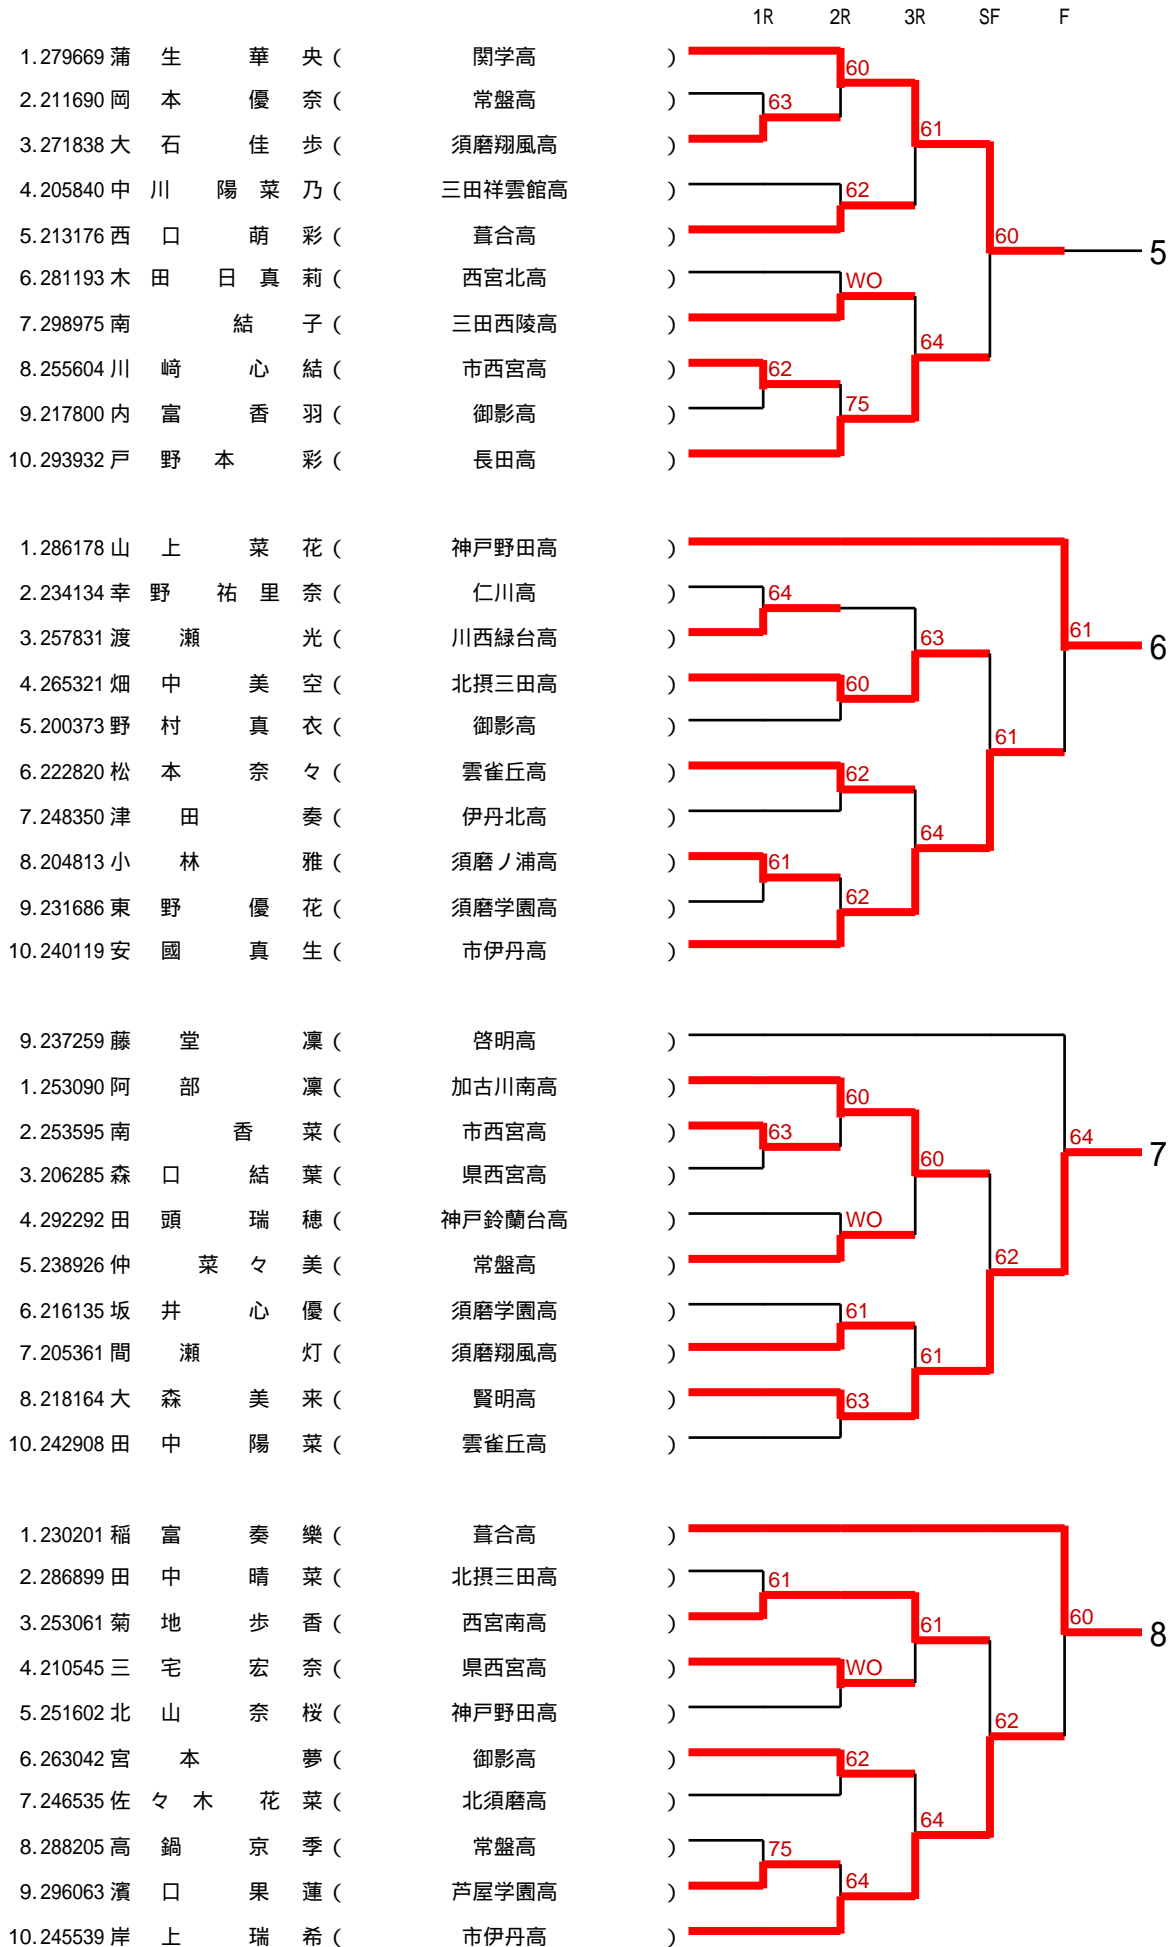 1R 2R 3R SF F
1.279669 蒲 生 華 央 ( 関学高 ) 60
2.211690 岡 本 優 奈 ( 常盤高 ) 63
3.271838 大 石 佳 歩 ( 須磨翔風高 ) 61
4.205840 中 川 陽 菜 乃 ( 三田祥雲館高 ) 62
5.213176 西 口 萌 彩 ( 葺合高 ) 60 5
6.281193 木 田 日 真 莉 ( 西宮北高 ) WO
7.298975 南 結 子 ( 三田西陵高 ) 64
8.255604 川 﨑 心 結 ( 市西宮高 ) 62
9.217800 内 富 香 羽 ( 御影高 ) 75
10.293932 戸 野 本 彩 ( 長田高 )
1.286178 山 上 菜 花 ( 神戸野田高 )
2.234134 幸 野 祐 里 奈 ( 仁川高 ) 64
3.257831 渡 瀬 光 ( 川西緑台高 ) 63 61 6
4.265321 畑 中 美 空 ( 北摂三田高 ) 60
5.200373 野 村 真 衣 ( 御影高 ) 61
6.222820 松 本 奈 々 ( 雲雀丘高 ) 62
7.248350 津 田 奏 ( 伊丹北高 ) 64
8.204813 小 林 雅 ( 須磨ノ浦高 ) 61
9.231686 東 野 優 花 ( 須磨学園高 ) 62
10.240119 安 國 真 生 ( 市伊丹高 )
9.237259 藤 堂 凜 ( 啓明高 )
1.253090 阿 部 凜 ( 加古川南高 ) 60
2.253595 南 香 菜 ( 市西宮高 ) 63 64 7
3.206285 森 口 結 葉 ( 県西宮高 ) 60
4.292292 田 頭 瑞 穂 ( 神戸鈴蘭台高 ) WO
5.238926 仲 菜 々 美 ( 常盤高 ) 62
6.216135 坂 井 心 優 ( 須磨学園高 ) 61
7.205361 間 瀬 灯 ( 須磨翔風高 ) 61
8.218164 大 森 美 来 ( 賢明高 ) 63
10.242908 田 中 陽 菜 ( 雲雀丘高 )
1.230201 稲 富 奏 樂 ( 葺合高 )
2.286899 田 中 晴 菜 ( 北摂三田高 ) 61
3.253061 菊 地 歩 香 ( 西宮南高 ) 61 60 8
4.210545 三 宅 宏 奈 ( 県西宮高 ) WO
5.251602 北 山 奈 桜 ( 神戸野田高 ) 62
6.263042 宮 本 夢 ( 御影高 ) 62
7.246535 佐 々 木 花 菜 ( 北須磨高 ) 64
8.288205 高 鍋 京 季 ( 常盤高 ) 75
9.296063 濱 口 果 蓮 ( 芦屋学園高 ) 64
10.245539 岸 上 瑞 希 ( 市伊丹高 )